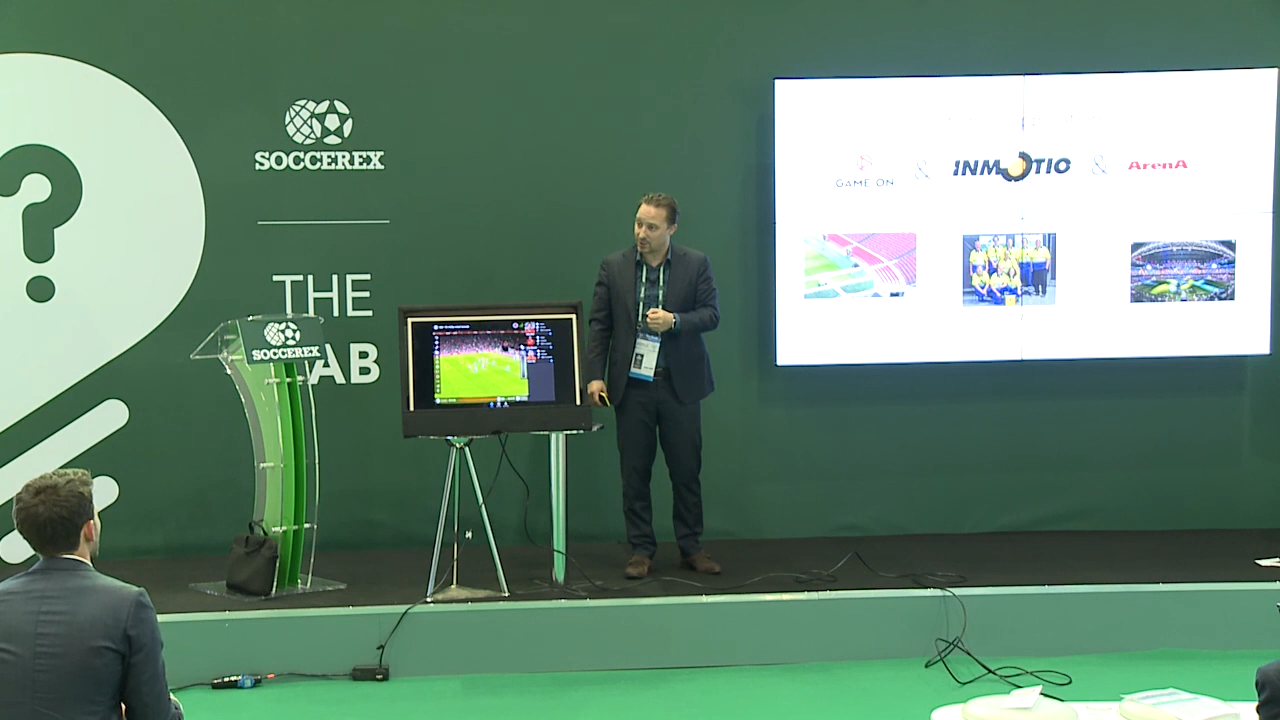 ?
SOCCEREX
THE
AB
SOCCEREX
GAME ON & INMOTIO & ArenA